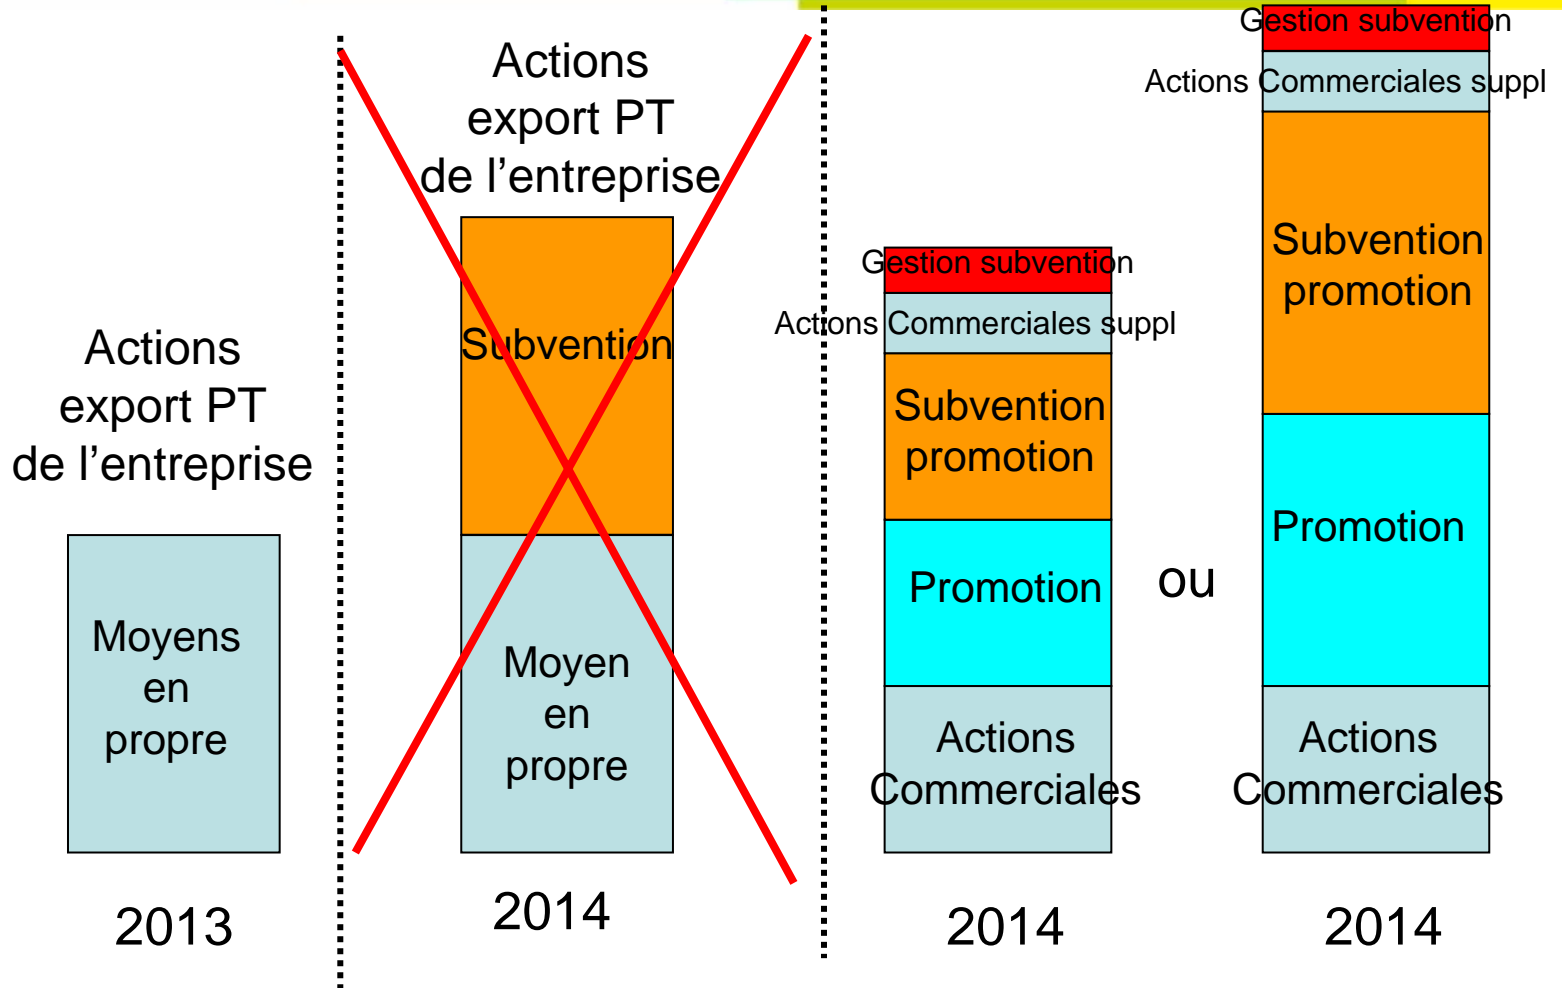 Actions
export PT
de l'entreprise
Moyens
en
propre
2013
Actions
export PT
de l'entreprise
Subvention
Moyen
en
propre
2014
Gestion subvention
Actions Commerciales suppl
Subvention
promotion
Promotion
Actions
Commerciales
2014
ou
Gestion subvention
Actions Commerciales suppl
Subvention
promotion
Promotion
Actions
Commerciales
2014